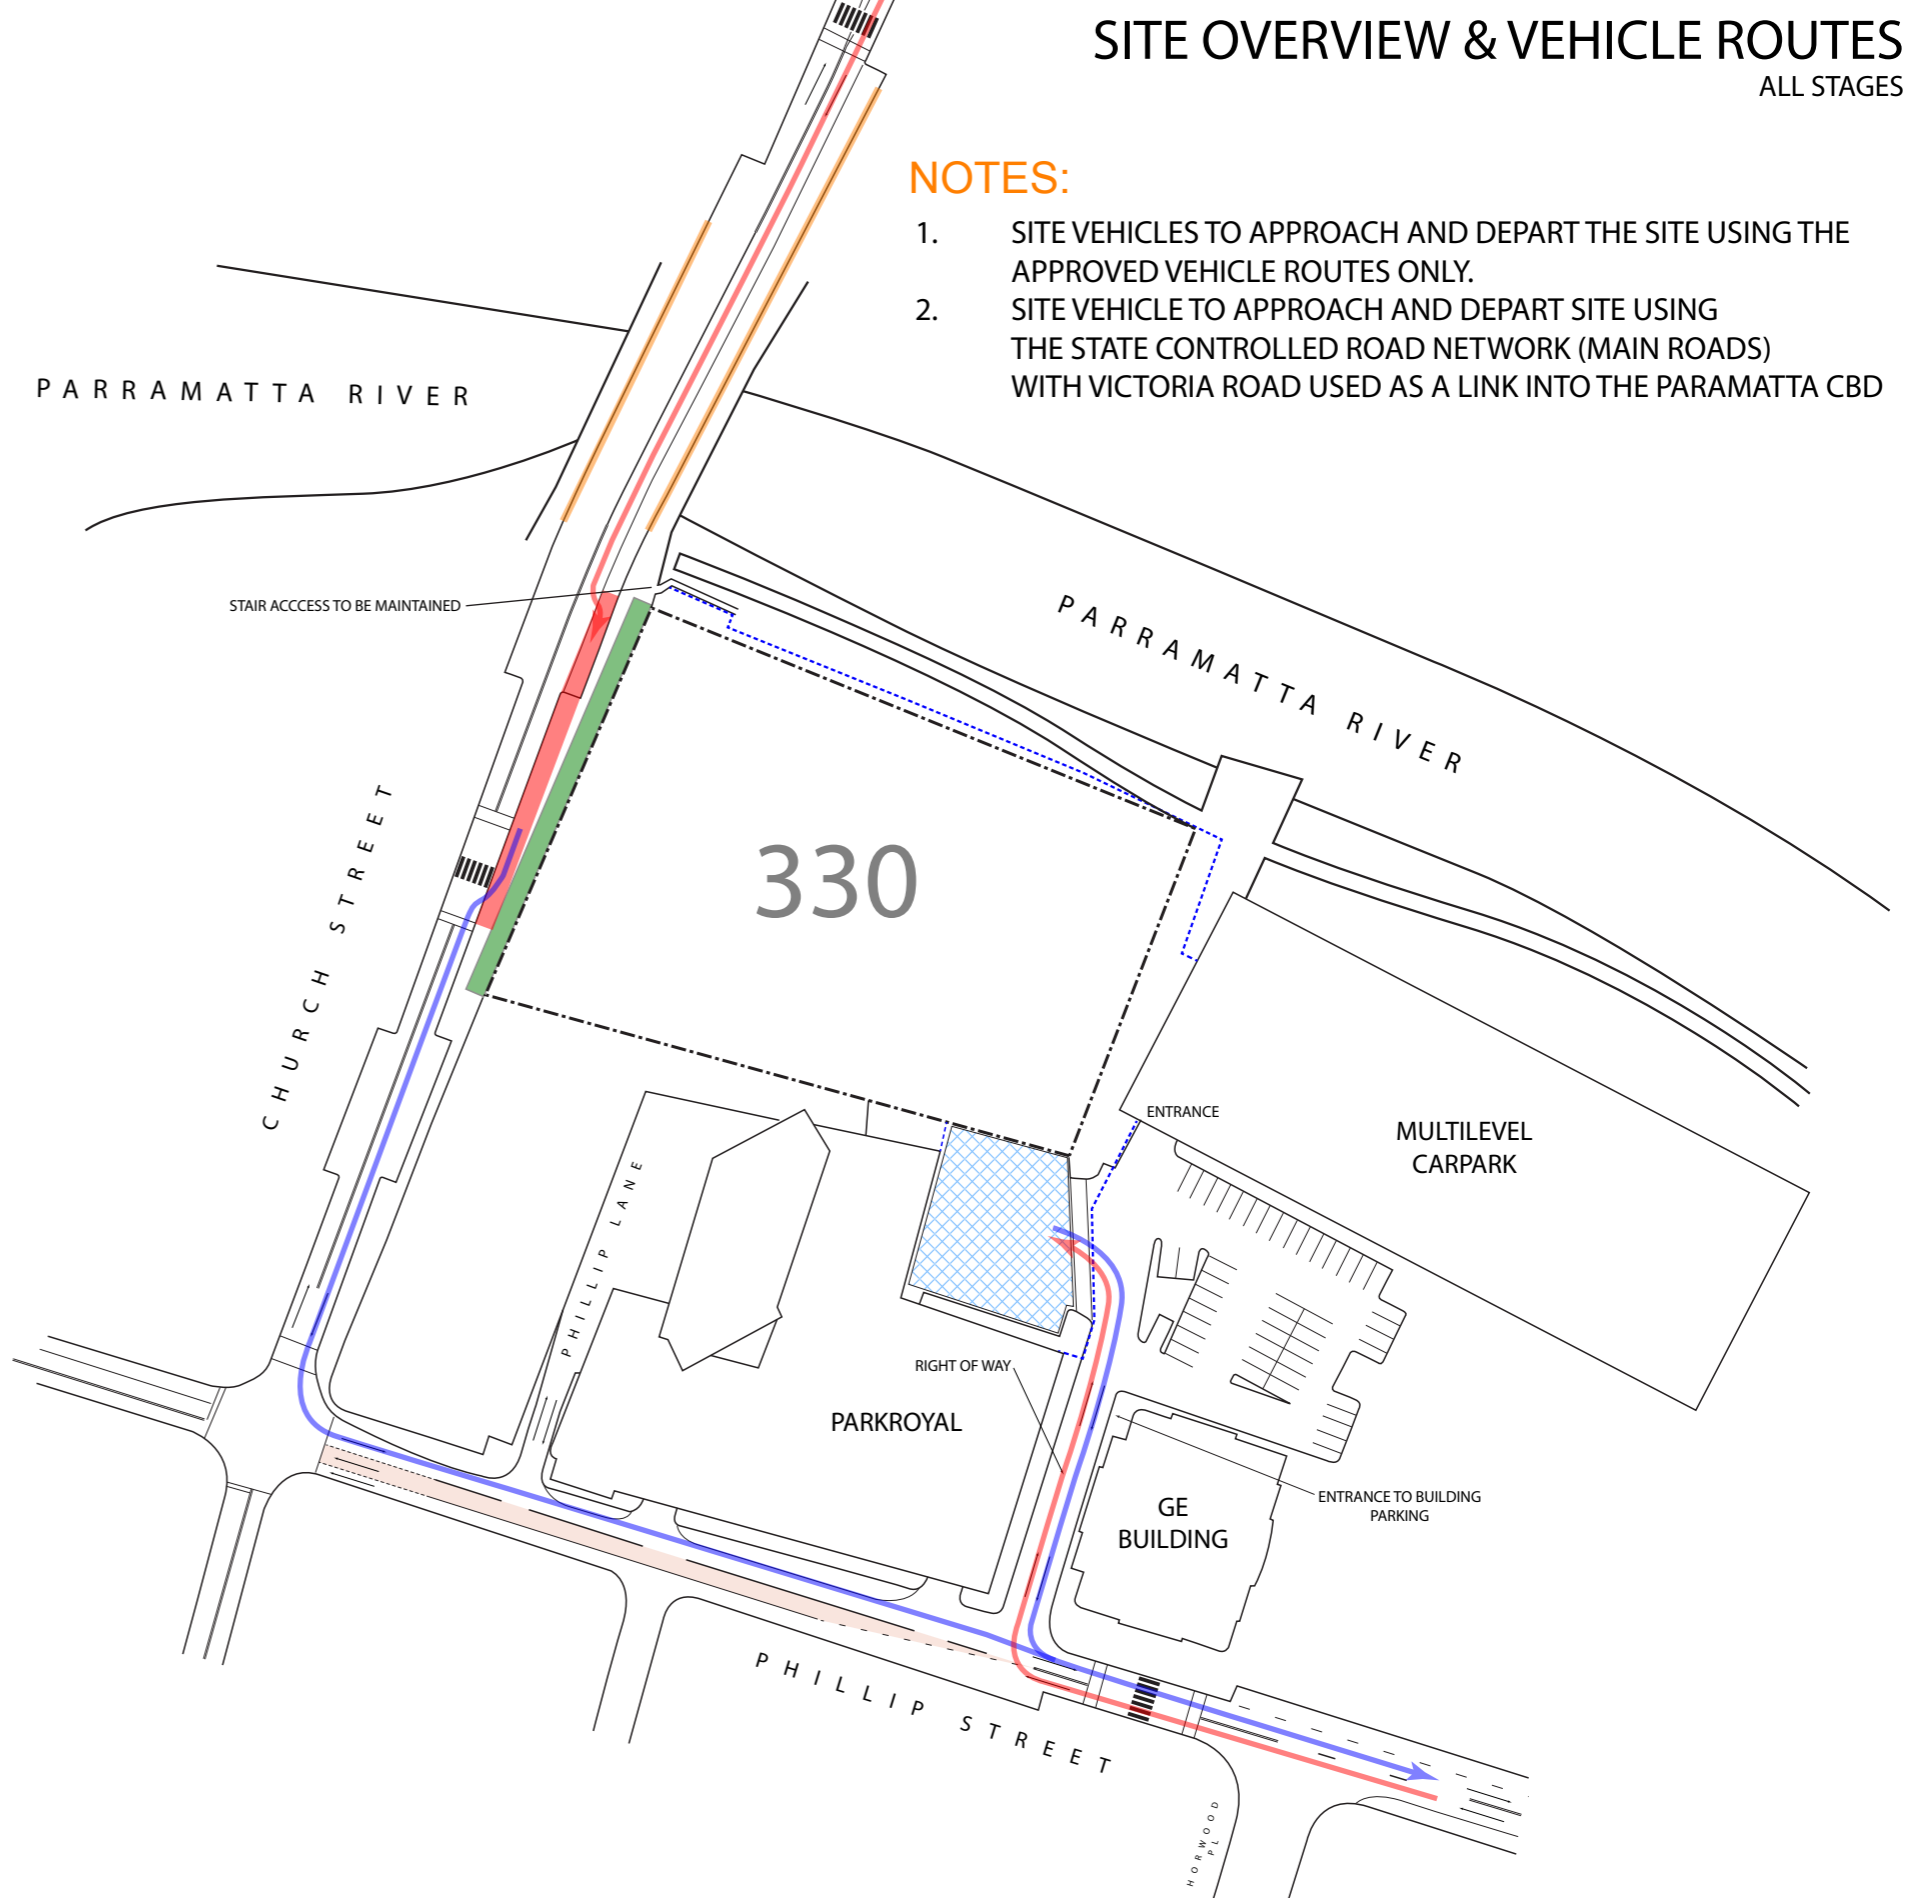 SITE OVERVIEW & VEHICLE ROUTES
ALL STAGES
NOTES:
1. SITE VEHICLES TO APPROACH AND DEPART THE SITE USING THE
APPROVED VEHICLE ROUTES ONLY.
2. SITE VEHICLE TO APPROACH AND DEPART SITE USING
THE STATE CONTROLLED ROAD NETWORK (MAIN ROADS)
WITH VICTORIA ROAD USED AS A LINK INTO THE PARAMATTA CBD
PARRAMATTA RIVER
STAIR ACCCESS TO BE MAINTAINED
PARRAMATTA RIVER
CHURCH STREET
330
ENTRANCE
MULTILEVEL
CARPARK
PHILLIP LANE
RIGHT OF WAY
PARKROYAL
ENTRANCE TO BUILDING
PARKING
GE
BUILDING
PHILLIP STREET
HORWOOD
PL